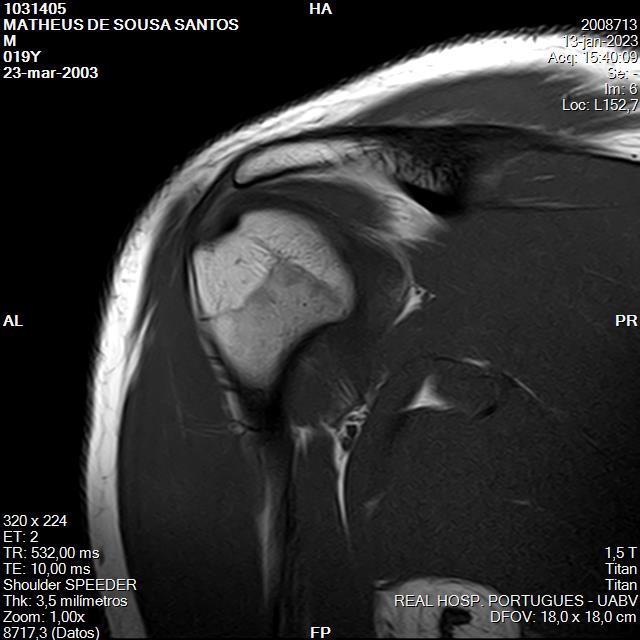 1031405
MATHEUS DE SOUSA SANTOS
M
019Y
23-mar-2003
HA
2008713
13-jan-2023
Acq: 15:40:09
Se: -
Im: 6
Loc: L152,7
AL
PR
320 x 224
ET: 2
TR: 532,00 ms
TE: 10,00 ms
Shoulder SPEEDER
Thk: 3,5 milímetros
Zoom: 1,00x
8717,3 (Datos)
FP
1,5 T
Titan
Titan
REAL HOSP. PORTUGUES - UABV
DFOV: 18,0 x 18,0 cm